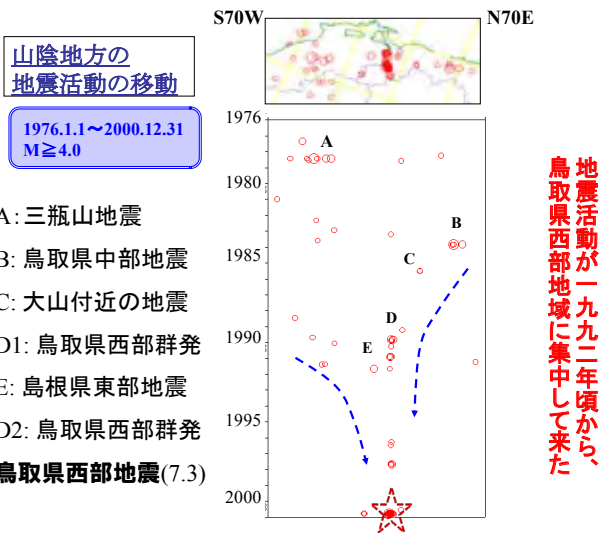 S70W
N70E
山陰地方の
地震活動の移動
1976.1.1〜2000.12.31
M≧4.0
A:三瓶山地震
B: 鳥取県中部地震
C: 大山付近の地震
D1: 鳥取県西部群発
E: 島根県東部地震
D2: 鳥取県西部群発
鳥取県西部地震(7.3)
1976
1980
1985
1990
1995
2000
A
B
C
D
E
地震活動が一九九二年頃から、
鳥取県西部地域に集中して来た